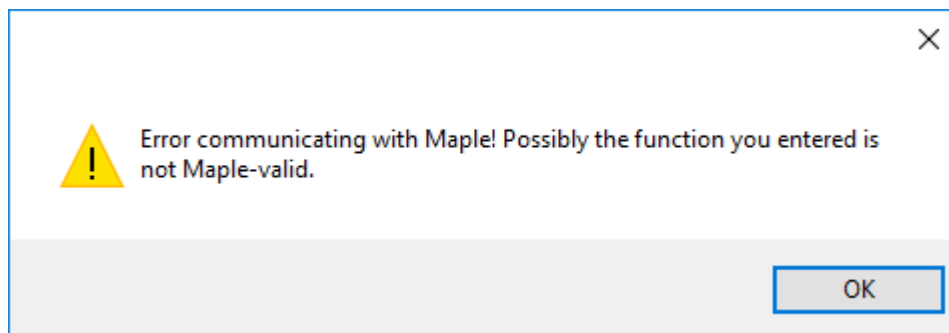 Error communicating with Maple! Possibly the function you entered is
not Maple-valid.
OK